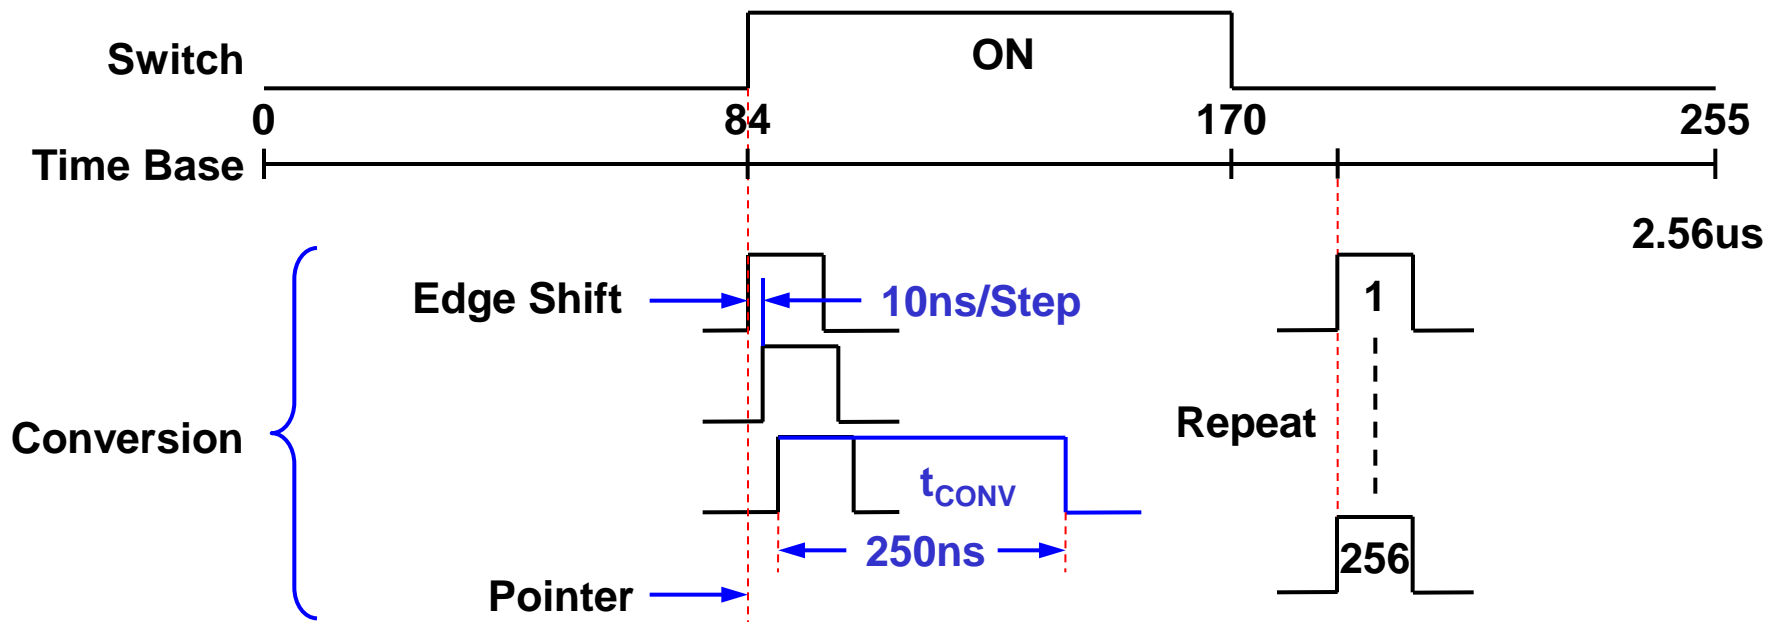 Switch
ON
0 84 170 255
Time Base
2.56us
Edge Shift
10ns/Step
1
Conversion
Repeat
tCONV
250ns
256
Pointer